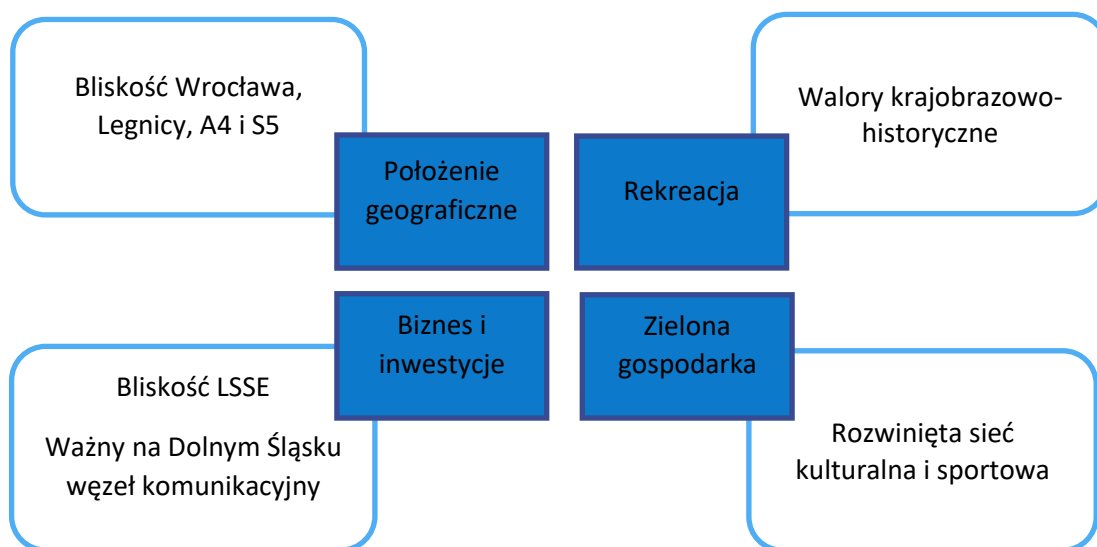 Bliskość Wrocława,
Legnicy, A4 i S5
Położenie
geograficzne
Rekreacja
Walory krajobrazowo-
historyczne
Biznes i
inwestycje
Bliskość LSSE
Ważny na Dolnym Śląsku
węzeł komunikacyjny
Zielona
gospodarka
Rozwinięta sieć
kulturalna i sportowa